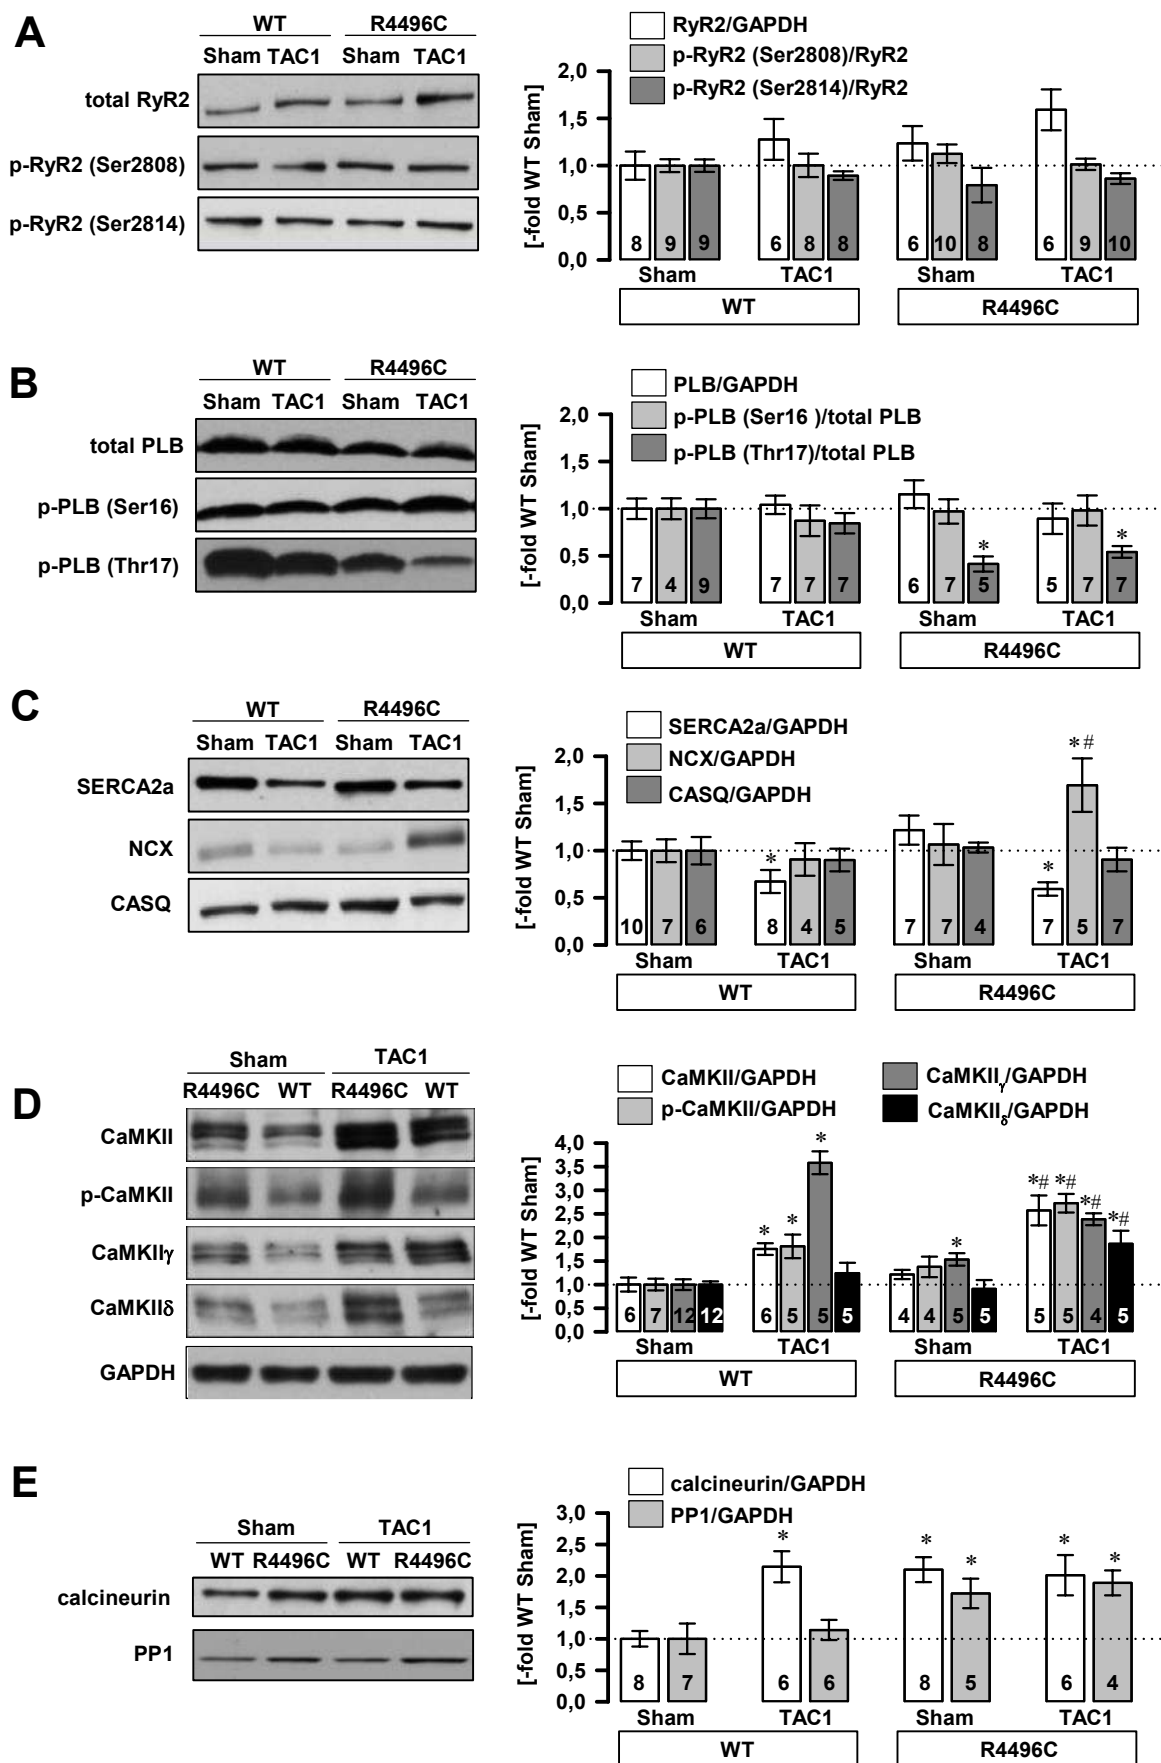 A
WT R4496C
Sham TAC1 Sham TAC1
total RyR2
p-RyR2 (Ser2808)
p-RyR2 (Ser2814)
RyR2/GAPDH
p-RyR2 (Ser2808)/RyR2
p-RyR2 (Ser2814)/RyR2
[-fold WT Sham]
2,0
1,5
1,0
0,5
0,0
8 9 9 6 8 8 6 10 8 6 9 10
Sham TAC1 Sham TAC1
WT R4496C
B
WT R4496C
Sham TAC1 Sham TAC1
total PLB
p-PLB (Ser16)
p-PLB (Thr17)
PLB/GAPDH
p-PLB (Ser16 )/total PLB
p-PLB (Thr17)/total PLB
[-fold WT Sham]
2,0
1,5
1,0
0,5
0,0
* *
7 4 9 7 7 7 6 7 5 5 7 7
Sham TAC1 Sham TAC1
WT R4496C
C
WT R4496C
Sham TAC1 Sham TAC1
SERCA2a
NCX
CASQ
SERCA2a/GAPDH
NCX/GAPDH
CASQ/GAPDH
[-fold WT Sham]
2,0
1,5
1,0
0,5
0,0
* * *#
10 7 6 8 4 5 7 7 4 7 5 7
Sham TAC1 Sham TAC1
WT R4496C
D
Sham TAC1
R4496C WT R4496C WT
CaMKII
p-CaMKII
CaMKIIγ
CaMKIIδ
GAPDH
CaMKII/GAPDH
p-CaMKII/GAPDH
CaMKIIγ/GAPDH
CaMKIIδ/GAPDH
[-fold WT Sham]
4,0
3,5
3,0
2,5
2,0
1,5
1,0
0,5
0,0
* * * * *# *# *# *#
6 7 12 12 6 5 5 5 4 4 5 5 5 5 4 5
Sham TAC1 Sham TAC1
WT R4496C
E
Sham TAC1
WT R4496C WT R4496C
calcineurin
PP1
calcineurin/GAPDH
PP1/GAPDH
[-fold WT Sham]
3,0
2,5
2,0
1,5
1,0
0,5
0,0
* * * * *
8 7 6 6 8 5 6 4
Sham TAC1 Sham TAC1
WT R4496C